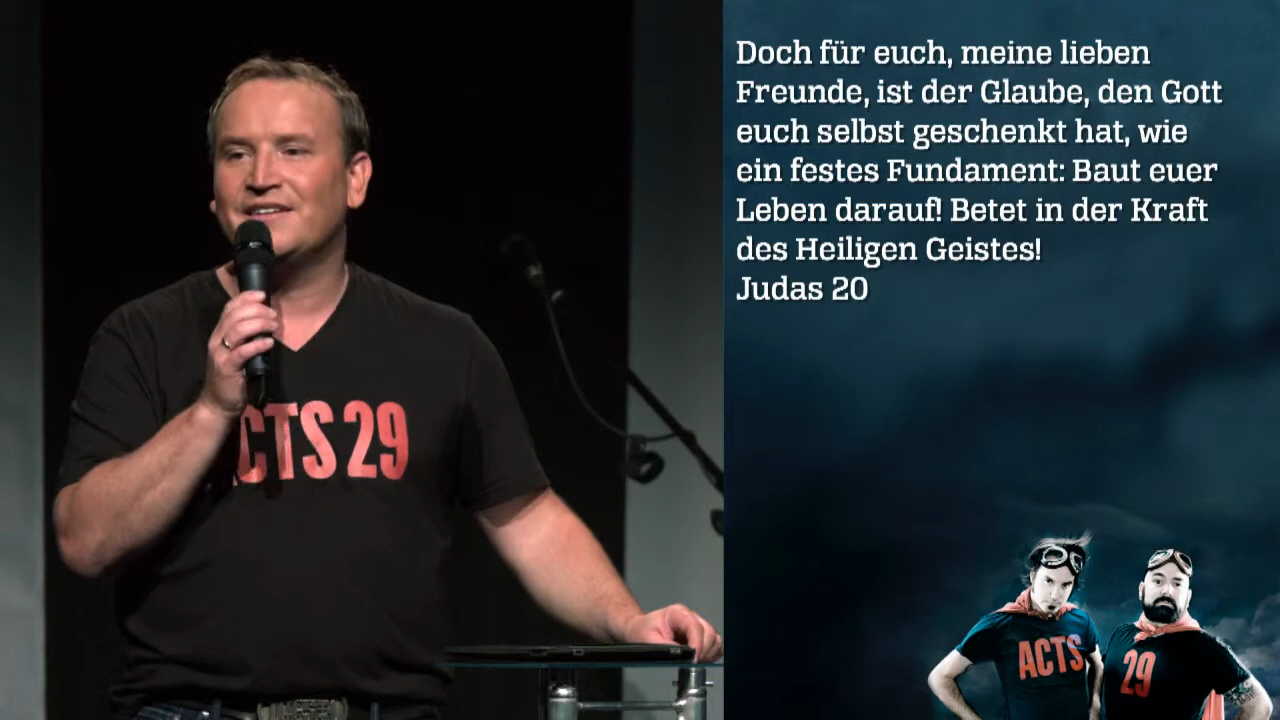 Doch für euch, meine lieben
Freunde, ist der Glaube, den Gott
euch selbst geschenkt hat, wie
ein festes Fundament: Baut euer
Leben darauf! Betet in der Kraft
des Heiligen Geistes!
Judas 20
ACTS 29
ACTS
29